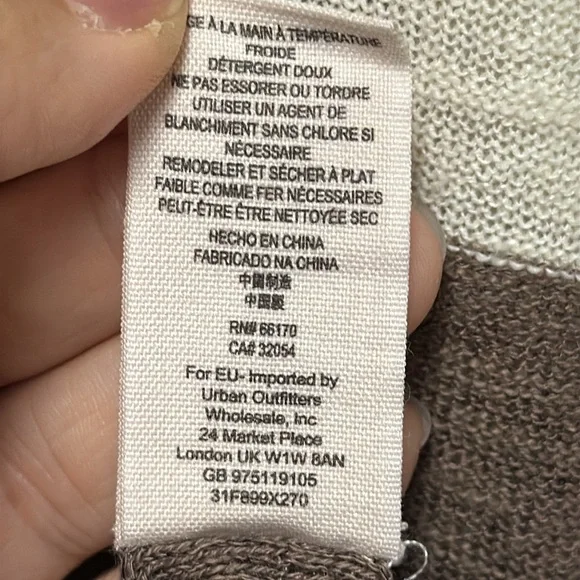 GE À LA MAIN À TEMPÉRATURE
FROIDE
DÉTERGENT DOUX
NE PAS ESSORER OU TORDRE
UTILISER UN AGENT DE
BLANCHIMENT SANS CHLORE SI
NÉCESSAIRE
REMODELER ET SÉCHER À PLAT
FAIBLE COMME FER NÉCESSAIRES
PEUT-ÊTRE ÊTRE NETTOYÉE SEC
HECHO EN CHINA
FABRICADO NA CHINA
中國制造
中國製
RN# 66170
CA# 32054
For EU- Imported by
Urban Outfitters
Wholesale, Inc
24 Market Place
London UK W1W 8AN
GB 975119105
31F899X270